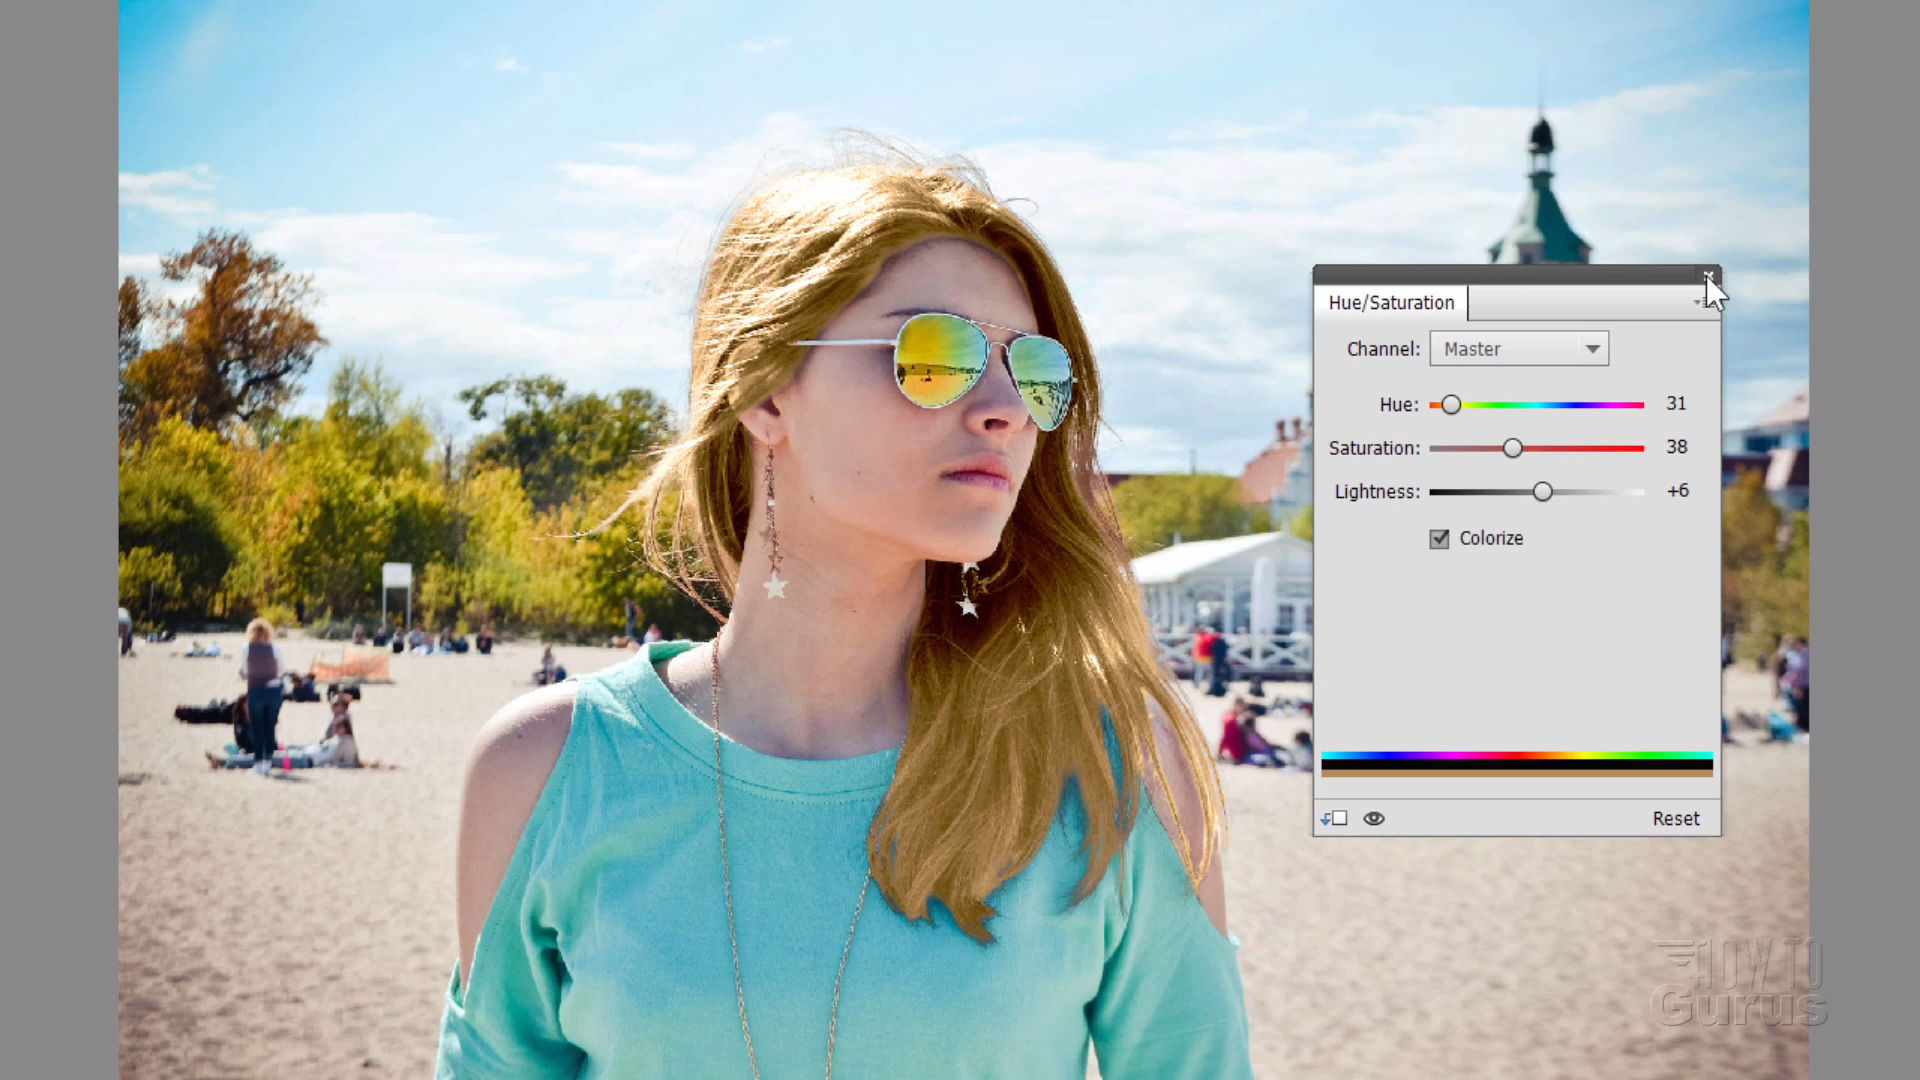 Hue/Saturation
Channel: Master
Hue: 31
Saturation: 38
Lightness: +6
Colorize
Reset
HOW TO
Gurus